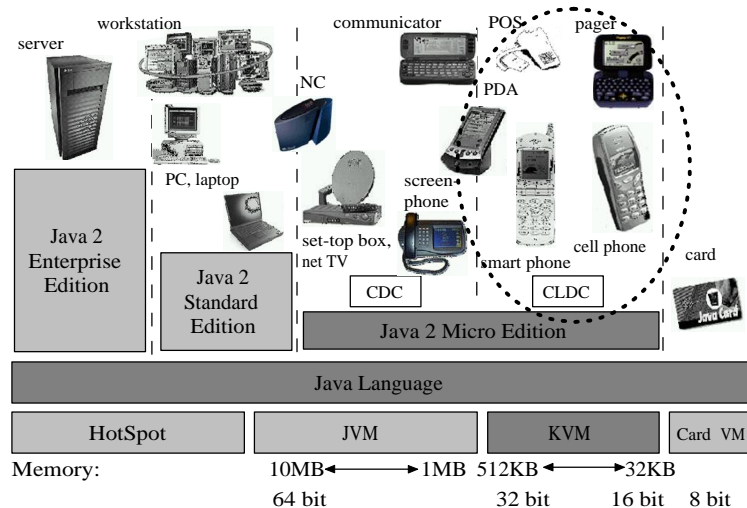 server
workstation
communicator
POS
pager
NC
PDA
PC, laptop
screen-
phone
set-top box,
net TV
smart phone
cell phone
card
Java Card
Java 2
Enterprise
Edition
Java 2
Standard
Edition
CDC
CLDC
Java 2 Micro Edition
Java Language
HotSpot
JVM
KVM
Card VM
Memory:
10MB
1MB
512KB
32KB
64 bit
32 bit
16 bit
8 bit